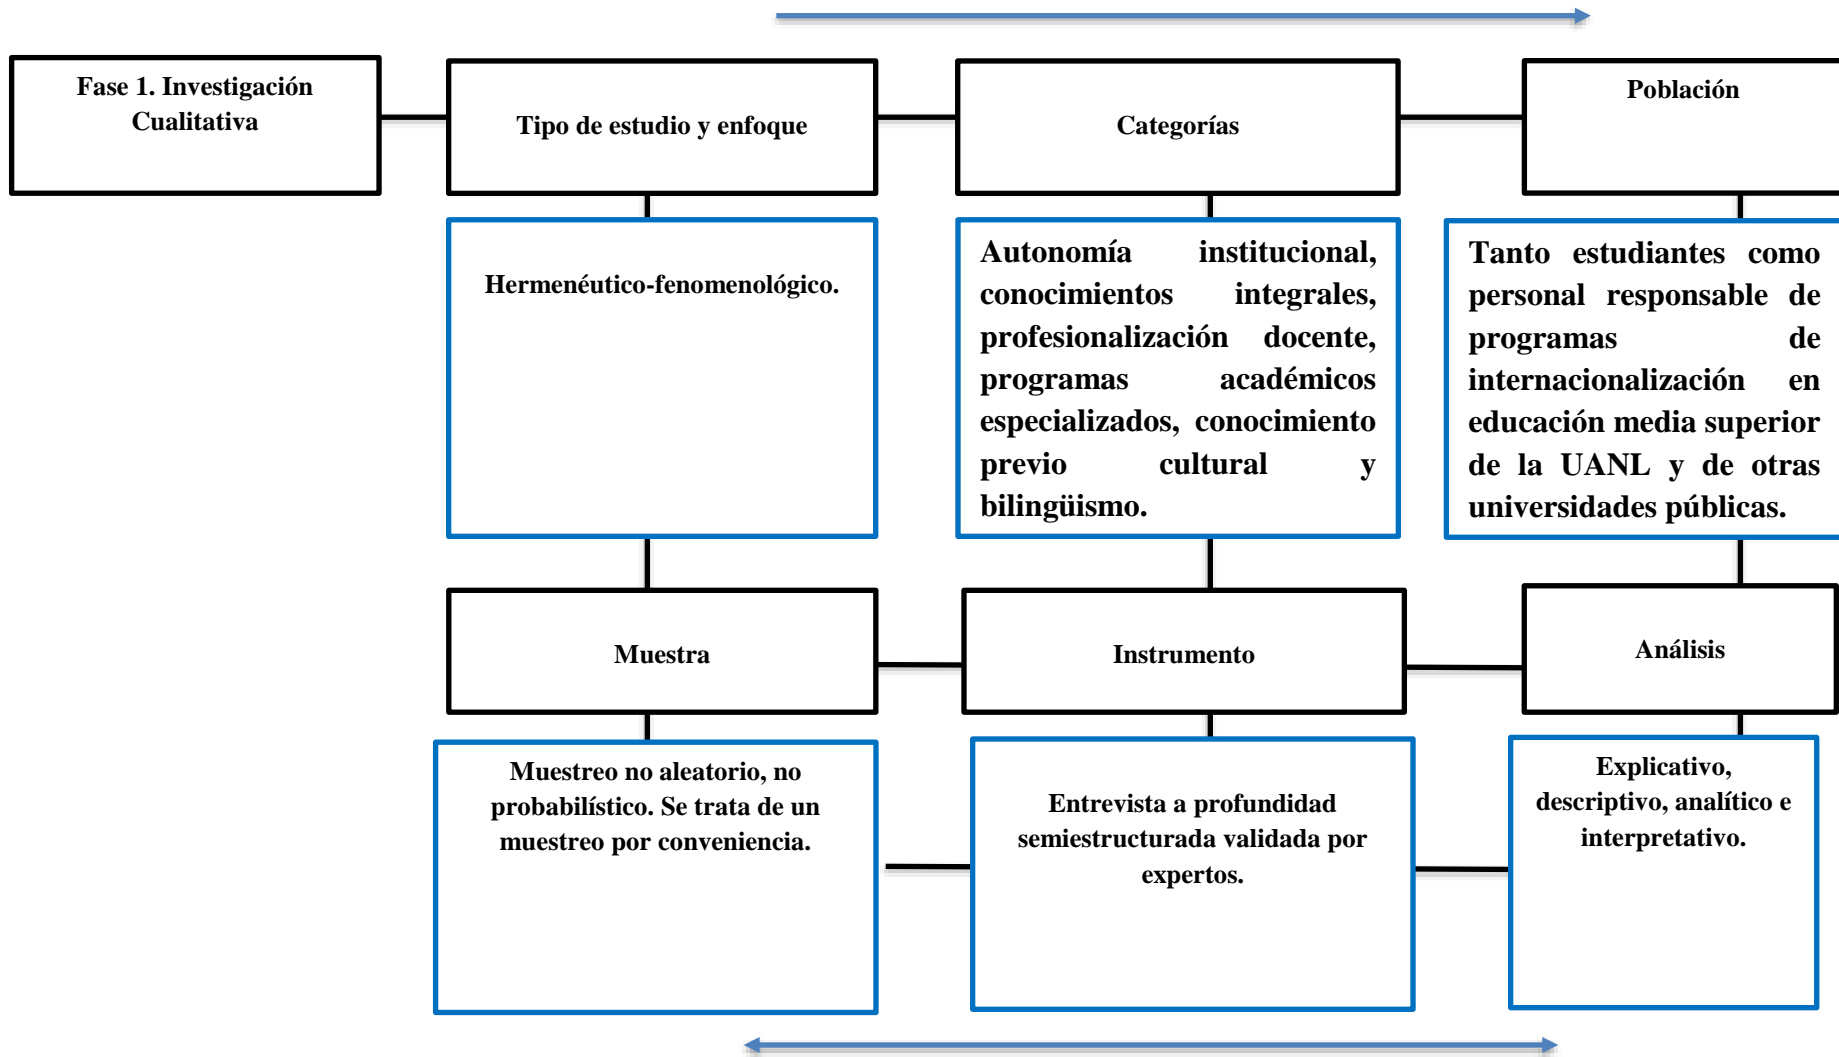 Fase 1. Investigación
Cualitativa
Tipo de estudio y enfoque
Categorías
Población
Hermenéutico-fenomenológico.
Autonomía institucional,
conocimientos integrales,
profesionalización docente,
programas académicos
especializados, conocimiento
previo cultural y
bilingüismo.
Tanto estudiantes como
personal responsable de
programas de
internacionalización en
educación media superior
de la UANL y de otras
universidades públicas.
Muestra
Instrumento
Análisis
Muestreo no aleatorio, no
probabilístico. Se trata de un
muestreo por conveniencia.
Entrevista a profundidad
semiestructurada validada por
expertos.
Explicativo,
descriptivo, analítico e
interpretativo.